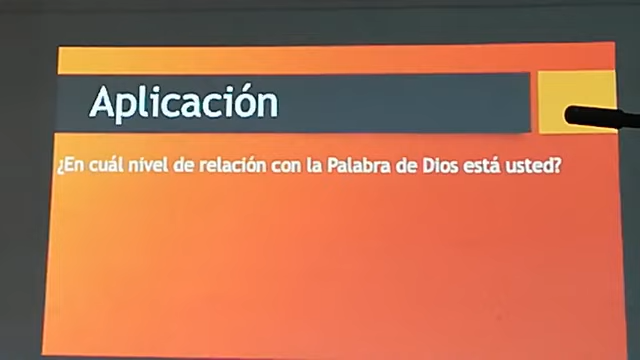 Aplicación
¿En cuál nivel de relación con la Palabra de Dios está usted?